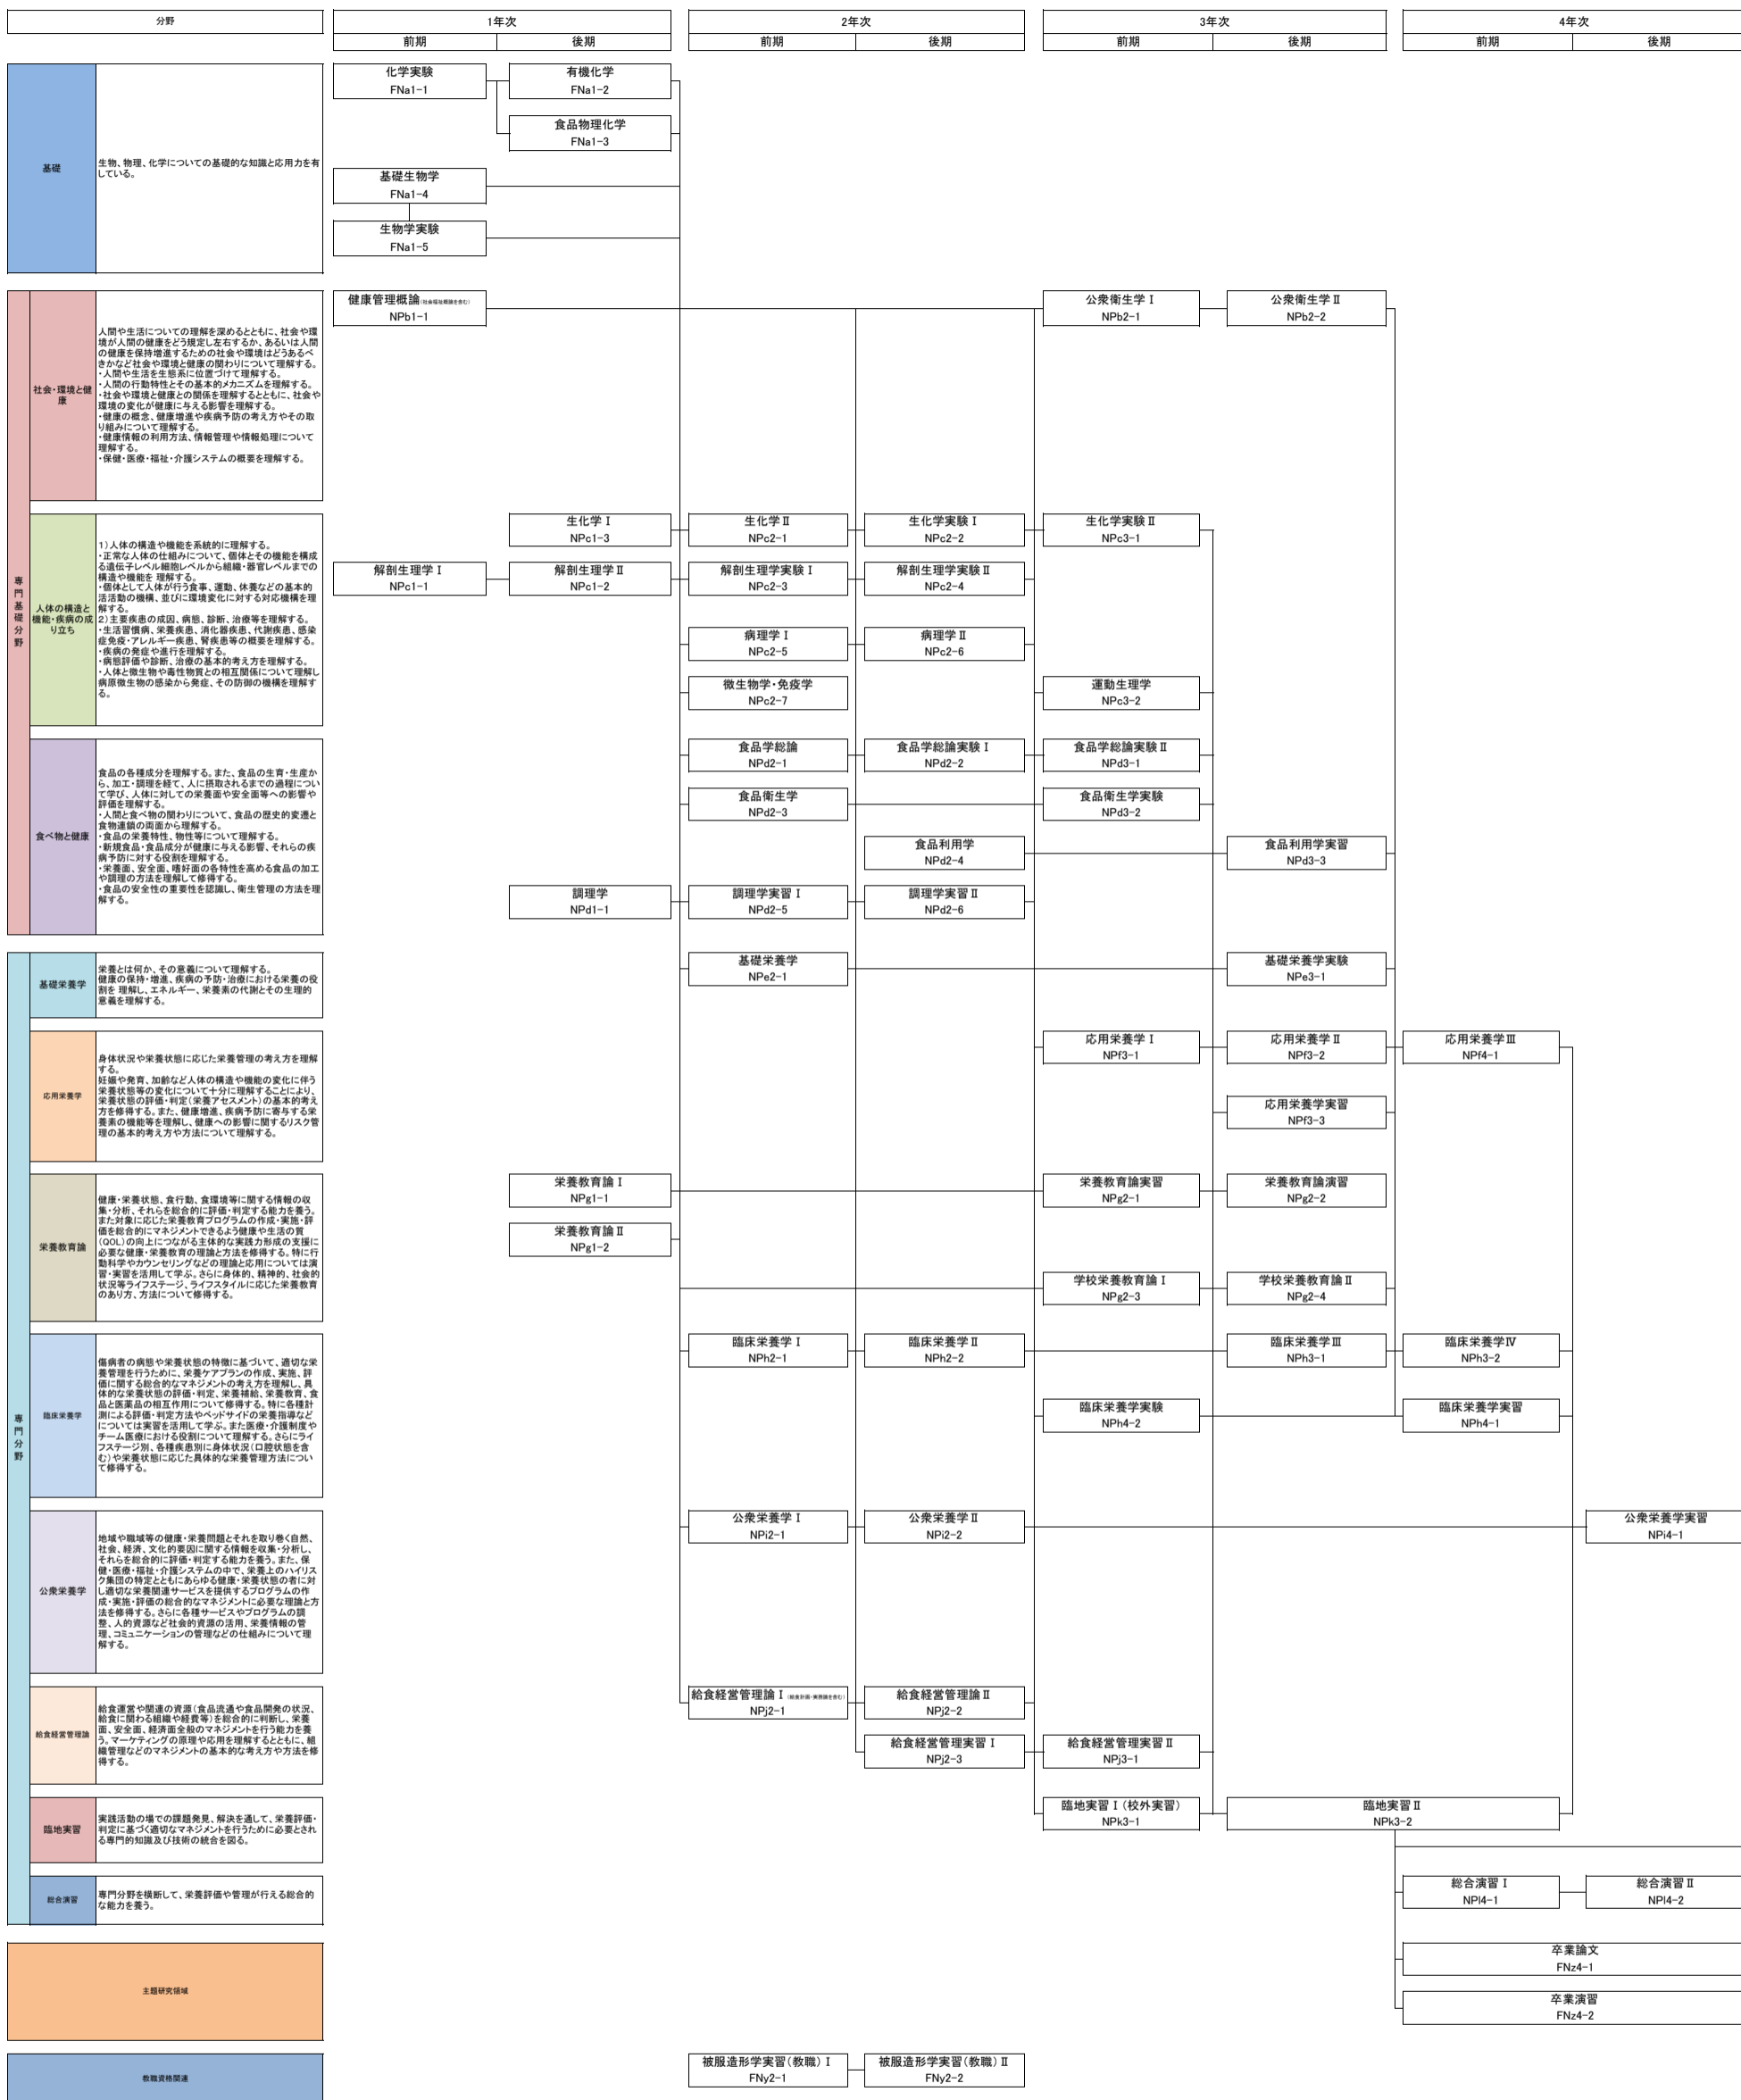 分野
1年次
2年次
3年次
4年次
前期
後期
前期
後期
前期
後期
前期
後期
基礎
生物、物理、化学についての基礎的な知識と応用力を有
している。
化学実験
FNa1-1
有機化学
FNa1-2
食品物理化学
FNa1-3
基礎生物学
FNa1-4
生物学実験
FNa1-5
専門基礎分野
社会・環境と健
康
人間や生活についての理解を深めるとともに、社会や環
境が人間の健康をどう規定し左右するか、あるいは人間
の健康を保持増進するための社会や環境はどうあるべ
きかなど社会や環境と健康の関わりについて理解する。
・人間や生活を生態系に位置づけて理解する。
・人間の行動特性とその基本的メカニズムを理解する。
・社会や環境と健康との関係を理解するとともに、社会や
環境の変化が健康に与える影響を理解する。
・健康の概念、健康増進や疾病予防の考え方やその取
り組みについて理解する。
・健康情報の利用方法、情報管理や情報処理について
理解する。
・保健・医療・福祉・介護システムの概要を理解する。
健康管理概論(社会福祉概論を含む)
NPb1-1
公衆衛生学Ⅰ
NPb2-1
公衆衛生学Ⅱ
NPb2-2
人体の構造と
機能・疾病の成
り立ち
1)人体の構造や機能を系統的に理解する。
・正常な人体の仕組みについて、個体とその機能を構成
る遺伝子レベル細胞レベルから組織・器官レベルまでの
構造や機能を 理解する。
・個体として人体が行う食事、運動、休養などの基本的
活活動の機構、並びに環境変化に対する対応機構を理
解する。
2)主要疾患の成因、病態、診断、治療等を理解する。
・生活習慣病、栄養疾患、消化器疾患、代謝疾患、感染
症免疫・アレルギー疾患、腎疾患等の概要を理解する。
・疾病の発症や進行を理解する。
・病態評価や診断、治療の基本的考え方を理解する。
・人体と微生物や毒性物質との相互関係について理解し
病原微生物の感染から発症、その防御の機構を理解す
る。
生化学Ⅰ
NPc1-3
生化学Ⅱ
NPc2-1
生化学実験Ⅰ
NPc2-2
生化学実験Ⅱ
NPc3-1
解剖生理学Ⅰ
NPc1-1
解剖生理学Ⅱ
NPc1-2
解剖生理学実験Ⅰ
NPc2-3
解剖生理学実験Ⅱ
NPc2-4
病理学Ⅰ
NPc2-5
病理学Ⅱ
NPc2-6
微生物学・免疫学
NPc2-7
運動生理学
NPc3-2
食べ物と健康
食品の各種成分を理解する。また、食品の生育・生産か
ら、加工・調理を経て、人に摂取されるまでの過程につい
て学び、人体に対しての栄養面や安全面等への影響や
評価を理解する。
・人間と食べ物の関わりについて、食品の歴史的変遷と
食物連鎖の両面から理解する。
・食品の栄養特性、物性等について理解する。
・新規食品・食品成分が健康に与える影響、それらの疾
病予防に対する役割を理解する。
・栄養面、安全面、嗜好面の各特性を高める食品の加工
や調理の方法を理解して修得する。
・食品の安全性の重要性を認識し、衛生管理の方法を理
解する。
食品学総論
NPd2-1
食品学総論実験Ⅰ
NPd2-2
食品学総論実験Ⅱ
NPd3-1
食品衛生学
NPd2-3
食品衛生学実験
NPd3-2
食品利用学
NPd2-4
食品利用学実習
NPd3-3
調理学
NPd1-1
調理学実習Ⅰ
NPd2-5
調理学実習Ⅱ
NPd2-6
専門分野
基礎栄養学
栄養とは何か、その意義について理解する。
健康の保持・増進、疾病の予防・治療における栄養の役
割を 理解し、エネルギー、栄養素の代謝とその生理的
意義を理解する。
基礎栄養学
NPe2-1
基礎栄養学実験
NPe3-1
応用栄養学
身体状況や栄養状態に応じた栄養管理の考え方を理解
する。
妊娠や発育、加齢など人体の構造や機能の変化に伴う
栄養状態等の変化について十分に理解することにより、
栄養状態の評価・判定(栄養アセスメント)の基本的考え
方を修得する。また、健康増進、疾病予防に寄与する栄
養素の機能等を理解し、健康への影響に関するリスク管
理の基本的考え方や方法について理解する。
応用栄養学Ⅰ
NPf3-1
応用栄養学Ⅱ
NPf3-2
応用栄養学Ⅲ
NPf4-1
応用栄養学実習
NPf3-3
栄養教育論
健康・栄養状態、食行動、食環境等に関する情報の収
集・分析、それらを総合的に評価・判定する能力を養う。
また対象に応じた栄養教育プログラムの作成・実施・評
価を総合的にマネジメントできるよう健康や生活の質
(QOL)の向上につながる主体的な実践力形成の支援に
必要な健康・栄養教育の理論と方法を修得する。特に行
動科学やカウンセリングなどの理論と応用については演
習・実習を活用して学ぶ。さらに身体的、精神的、社会的
状況等ライフステージ、ライフスタイルに応じた栄養教育
のあり方、方法について修得する。
栄養教育論Ⅰ
NPg1-1
栄養教育論実習
NPg2-1
栄養教育論演習
NPg2-2
栄養教育論Ⅱ
NPg1-2
学校栄養教育論Ⅰ
NPg2-3
学校栄養教育論Ⅱ
NPg2-4
臨床栄養学
傷病者の病態や栄養状態の特徴に基づいて、適切な栄
養管理を行うために、栄養ケアプランの作成、実施、評
価に関する総合的なマネジメントの考え方を理解し、具
体的な栄養状態の評価・判定、栄養補給、栄養教育、食
品と医薬品の相互作用について修得する。特に各種計
測による評価・判定方法やベッドサイドの栄養指導など
については実習を活用して学ぶ。また医療・介護制度や
チーム医療における役割について理解する。さらにライ
フステージ別、各種疾患別に身体状況(口腔状態を含
む)や栄養状態に応じた具体的な栄養管理方法につい
て修得する。
臨床栄養学Ⅰ
NPh2-1
臨床栄養学Ⅱ
NPh2-2
臨床栄養学Ⅲ
NPh3-1
臨床栄養学Ⅳ
NPh3-2
臨床栄養学実験
NPh4-2
臨床栄養学実習
NPh4-1
公衆栄養学
地域や職域等の健康・栄養問題とそれを取り巻く自然、
社会、経済、文化的要因に関する情報を収集・分析し、
それらを総合的に評価・判定する能力を養う。また、保
健・医療・福祉・介護システムの中で、栄養上のハイリス
ク集団の特定とともにあらゆる健康・栄養状態の者に対
し適切な栄養関連サービスを提供するプログラムの作
成・実施・評価の総合的なマネジメントに必要な理論と方
法を修得する。さらに各種サービスやプログラムの調
整、人的資源など社会的資源の活用、栄養情報の管
理、コミュニケーションの管理などの仕組みについて理
解する。
公衆栄養学Ⅰ
NPi2-1
公衆栄養学Ⅱ
NPi2-2
公衆栄養学実習
NPi4-1
給食経営管理論
給食運営や関連の資源(食品流通や食品開発の状況、
給食に関わる組織や経費等)を総合的に判断し、栄養
面、安全面、経済面全般のマネジメントを行う能力を養
う。マーケティングの原理や応用を理解するとともに、組
織管理などのマネジメントの基本的な考え方や方法を修
得する。
給食経営管理論Ⅰ(給食計画・実務論を含む)
NPj2-1
給食経営管理論Ⅱ
NPj2-2
給食経営管理実習Ⅰ
NPj2-3
給食経営管理実習Ⅱ
NPj3-1
臨地実習
実践活動の場での課題発見、解決を通して、栄養評価・
判定に基づく適切なマネジメントを行うために必要とされ
る専門的知識及び技術の統合を図る。
臨地実習Ⅰ(校外実習)
NPk3-1
臨地実習Ⅱ
NPk3-2
総合演習
専門分野を横断して、栄養評価や管理が行える総合的
な能力を養う。
総合演習Ⅰ
NPl4-1
総合演習Ⅱ
NPl4-2
主題研究領域
卒業論文
FNz4-1
卒業演習
FNz4-2
教職資格関連
被服造形学実習(教職)Ⅰ
FNy2-1
被服造形学実習(教職)Ⅱ
FNy2-2